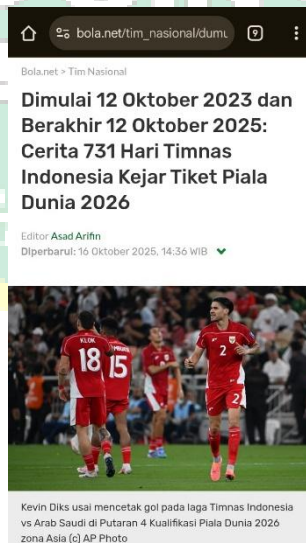 bola.net/tim_nasional/dumu
9
Bola.net > Tim Nasional
Dimulai 12 Oktober 2023 dan
Berakhir 12 Oktober 2025:
Cerita 731 Hari Timnas
Indonesia Kejar Tiket Piala
Dunia 2026
Editor Asad Arifin
Diperbarui: 16 Oktober 2025, 14:36 WIB
KLOK
18
15
2
2
Kevin Diks usai mencetak gol pada laga Timnas Indonesia
vs Arab Saudi di Putaran 4 Kualifikasi Piala Dunia 2026
zona Asia (c) AP Photo